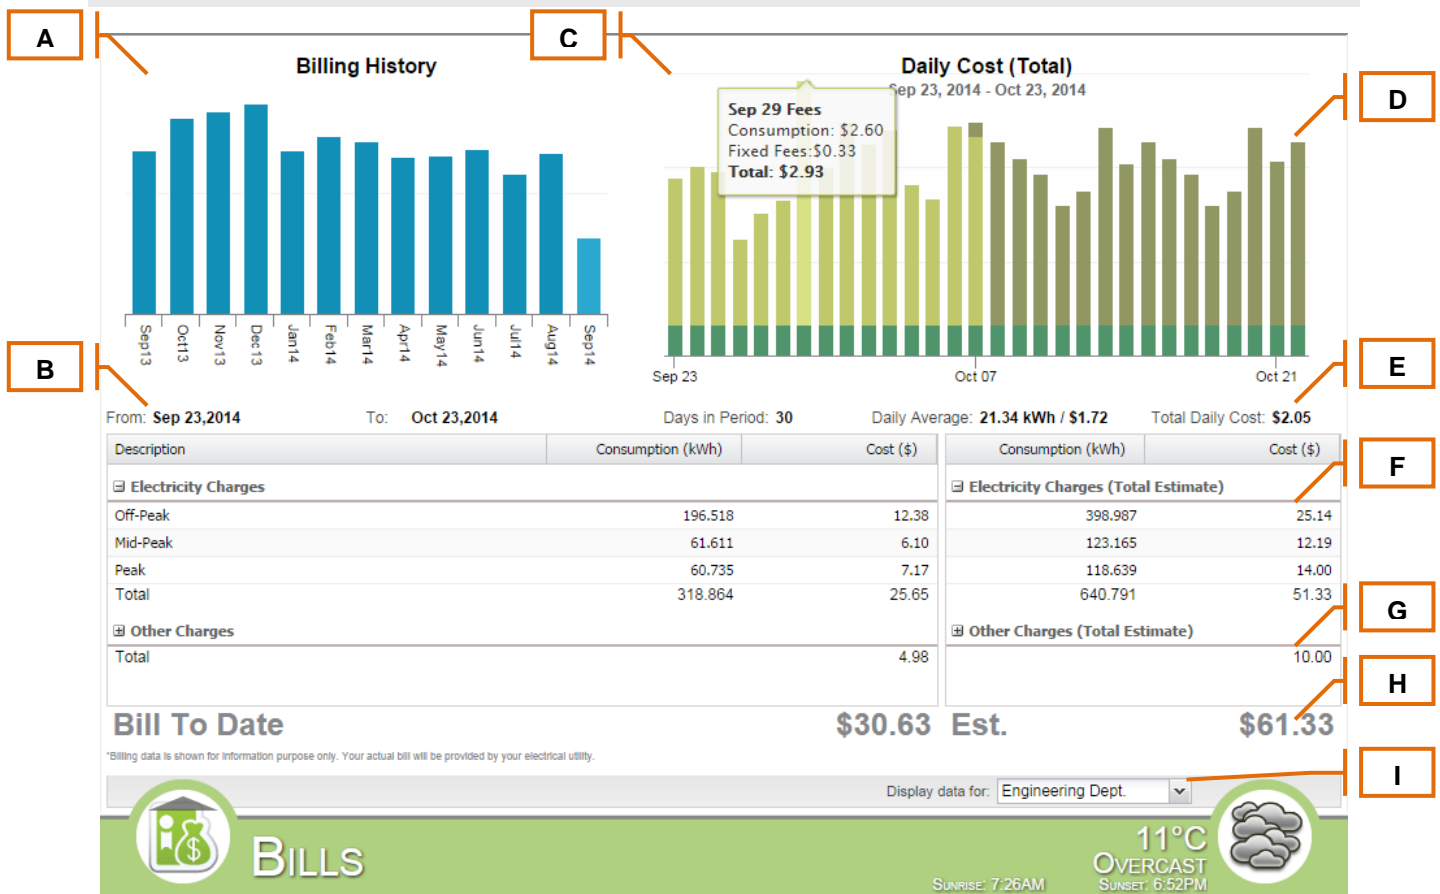 A
C
Billing History
Daily Cost (Total)
Sep 23, 2014 - Oct 23, 2014
D
Sep 29 Fees
Consumption: $2.60
Fixed Fees:$0.33
Total: $2.93
Sep13 Oct13 Nov13 Dec13 Jan14 Feb14 Mar14 Apr14 May14 Jun14 Jul14 Aug14 Sep14
Sep 23 Oct 07 Oct 21
B
E
From: Sep 23,2014 To: Oct 23,2014 Days in Period: 30 Daily Average: 21.34 kWh / $1.72 Total Daily Cost: $2.05
Description Consumption (kWh) Cost ($) Consumption (kWh) Cost ($)
F
Electricity Charges Electricity Charges (Total Estimate)
Off-Peak 196.518 12.38 398.987 25.14
Mid-Peak 61.611 6.10 123.165 12.19
Peak 60.735 7.17 118.639 14.00
Total 318.864 25.65 640.791 51.33
G
Other Charges Other Charges (Total Estimate)
Total 4.98 10.00
H
Bill To Date $30.63 Est. $61.33
*Billing data is shown for information purpose only. Your actual bill will be provided by your electrical utility.
I
Display data for: Engineering Dept.
BILLS
11°C
OVERCAST
SUNRISE: 7:26AM SUNSET: 6:52PM